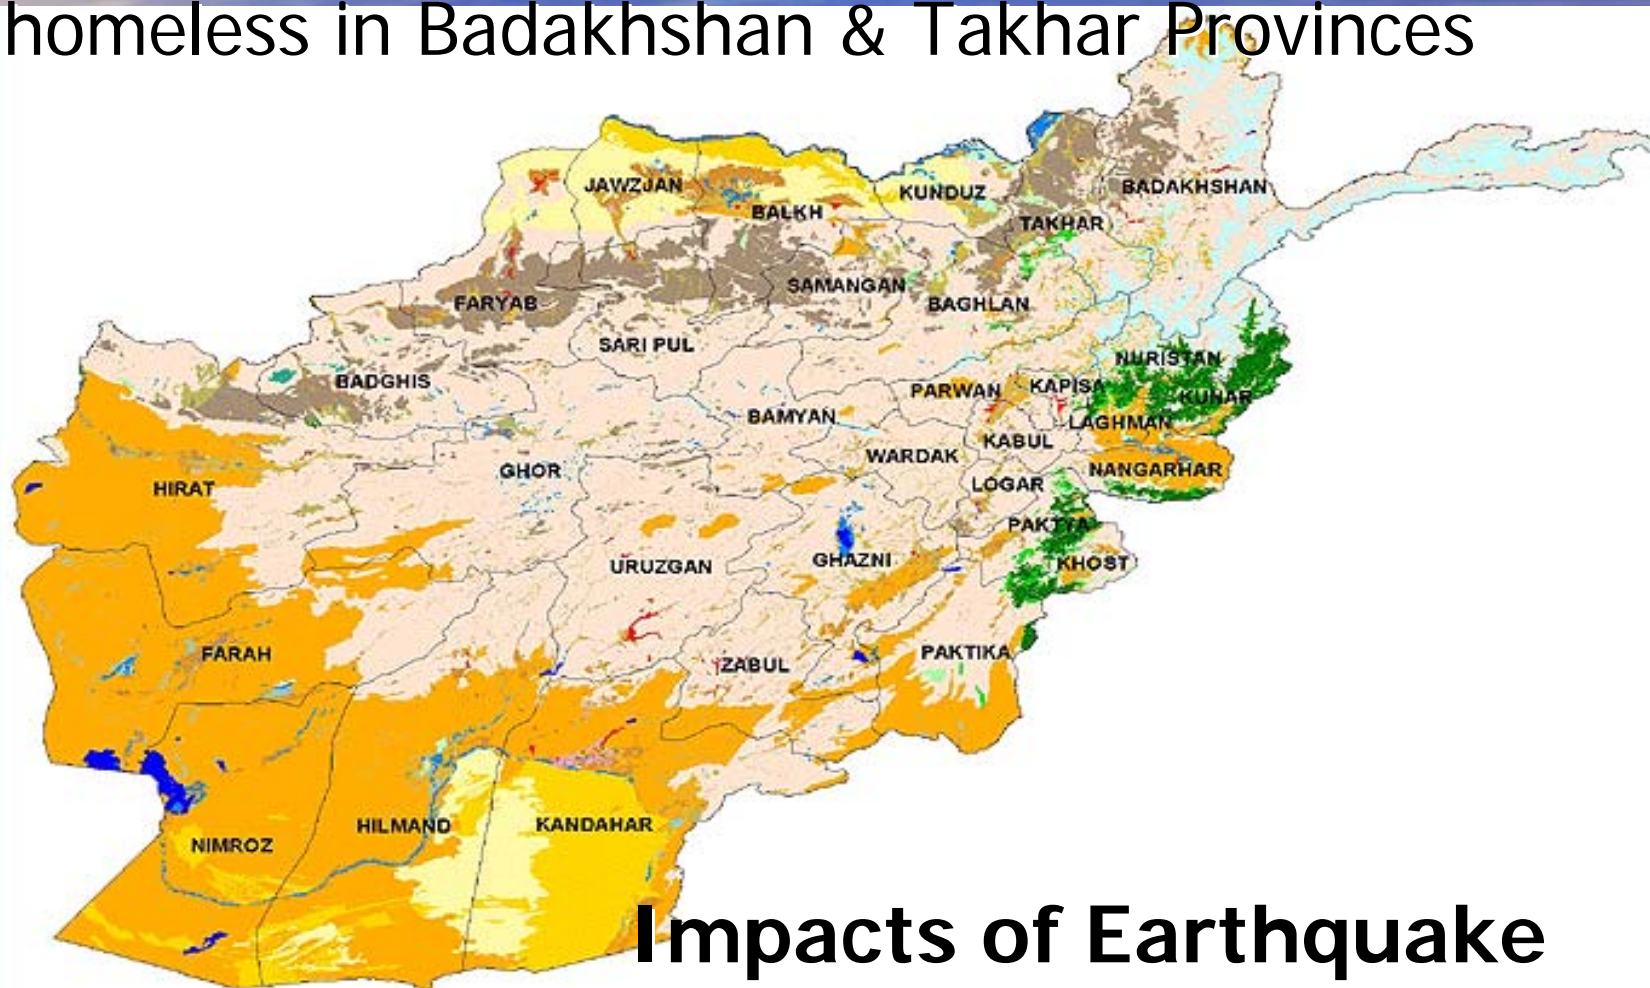 homeless in Badakhshan & Takhar Provinces
JAWZJAN
KUNDUZ
BADAKHSHAN
BALKH
TAKHAR
SAMANGAN
FARYAB
BAGHLAN
SARI PUL
NURISTAN
BADGHIS
PARWAN
KAPISA
KUNAR
BAMYAN
LAGHMAN
KABUL
WARDAK
GHOR
NANGARHAR
LOGAR
HIRAT
PAKTYA
GHAZNI
KHOST
URUZGAN
FARAH
PAKTIKA
ZABUL
HILMAND
KANDAHAR
NIMROZ
Impacts of Earthquake